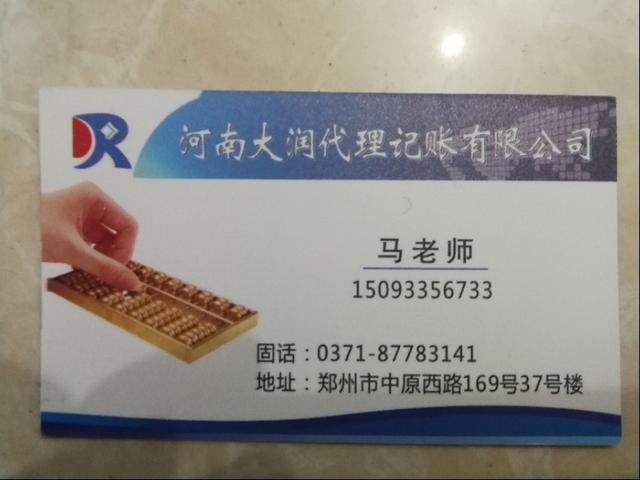 DR
河南大润代理记账有限公司
马老师
15093356733
固话：0371-87783141
地址：郑州市中原西路169号37号楼